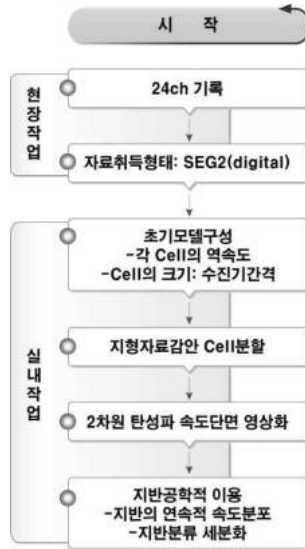 시 작
현장작업
24ch 기록
자료취득형태: SEG2(digital)
실내작업
초기모델구성
-각 Cell의 역속도
-Cell의 크기: 수진기간격
지형자료감안 Cell분할
2차원 탄성파 속도단면 영상화
지반공학적 이용
-지반의 연속적 속도분포
-지반분류 세분화